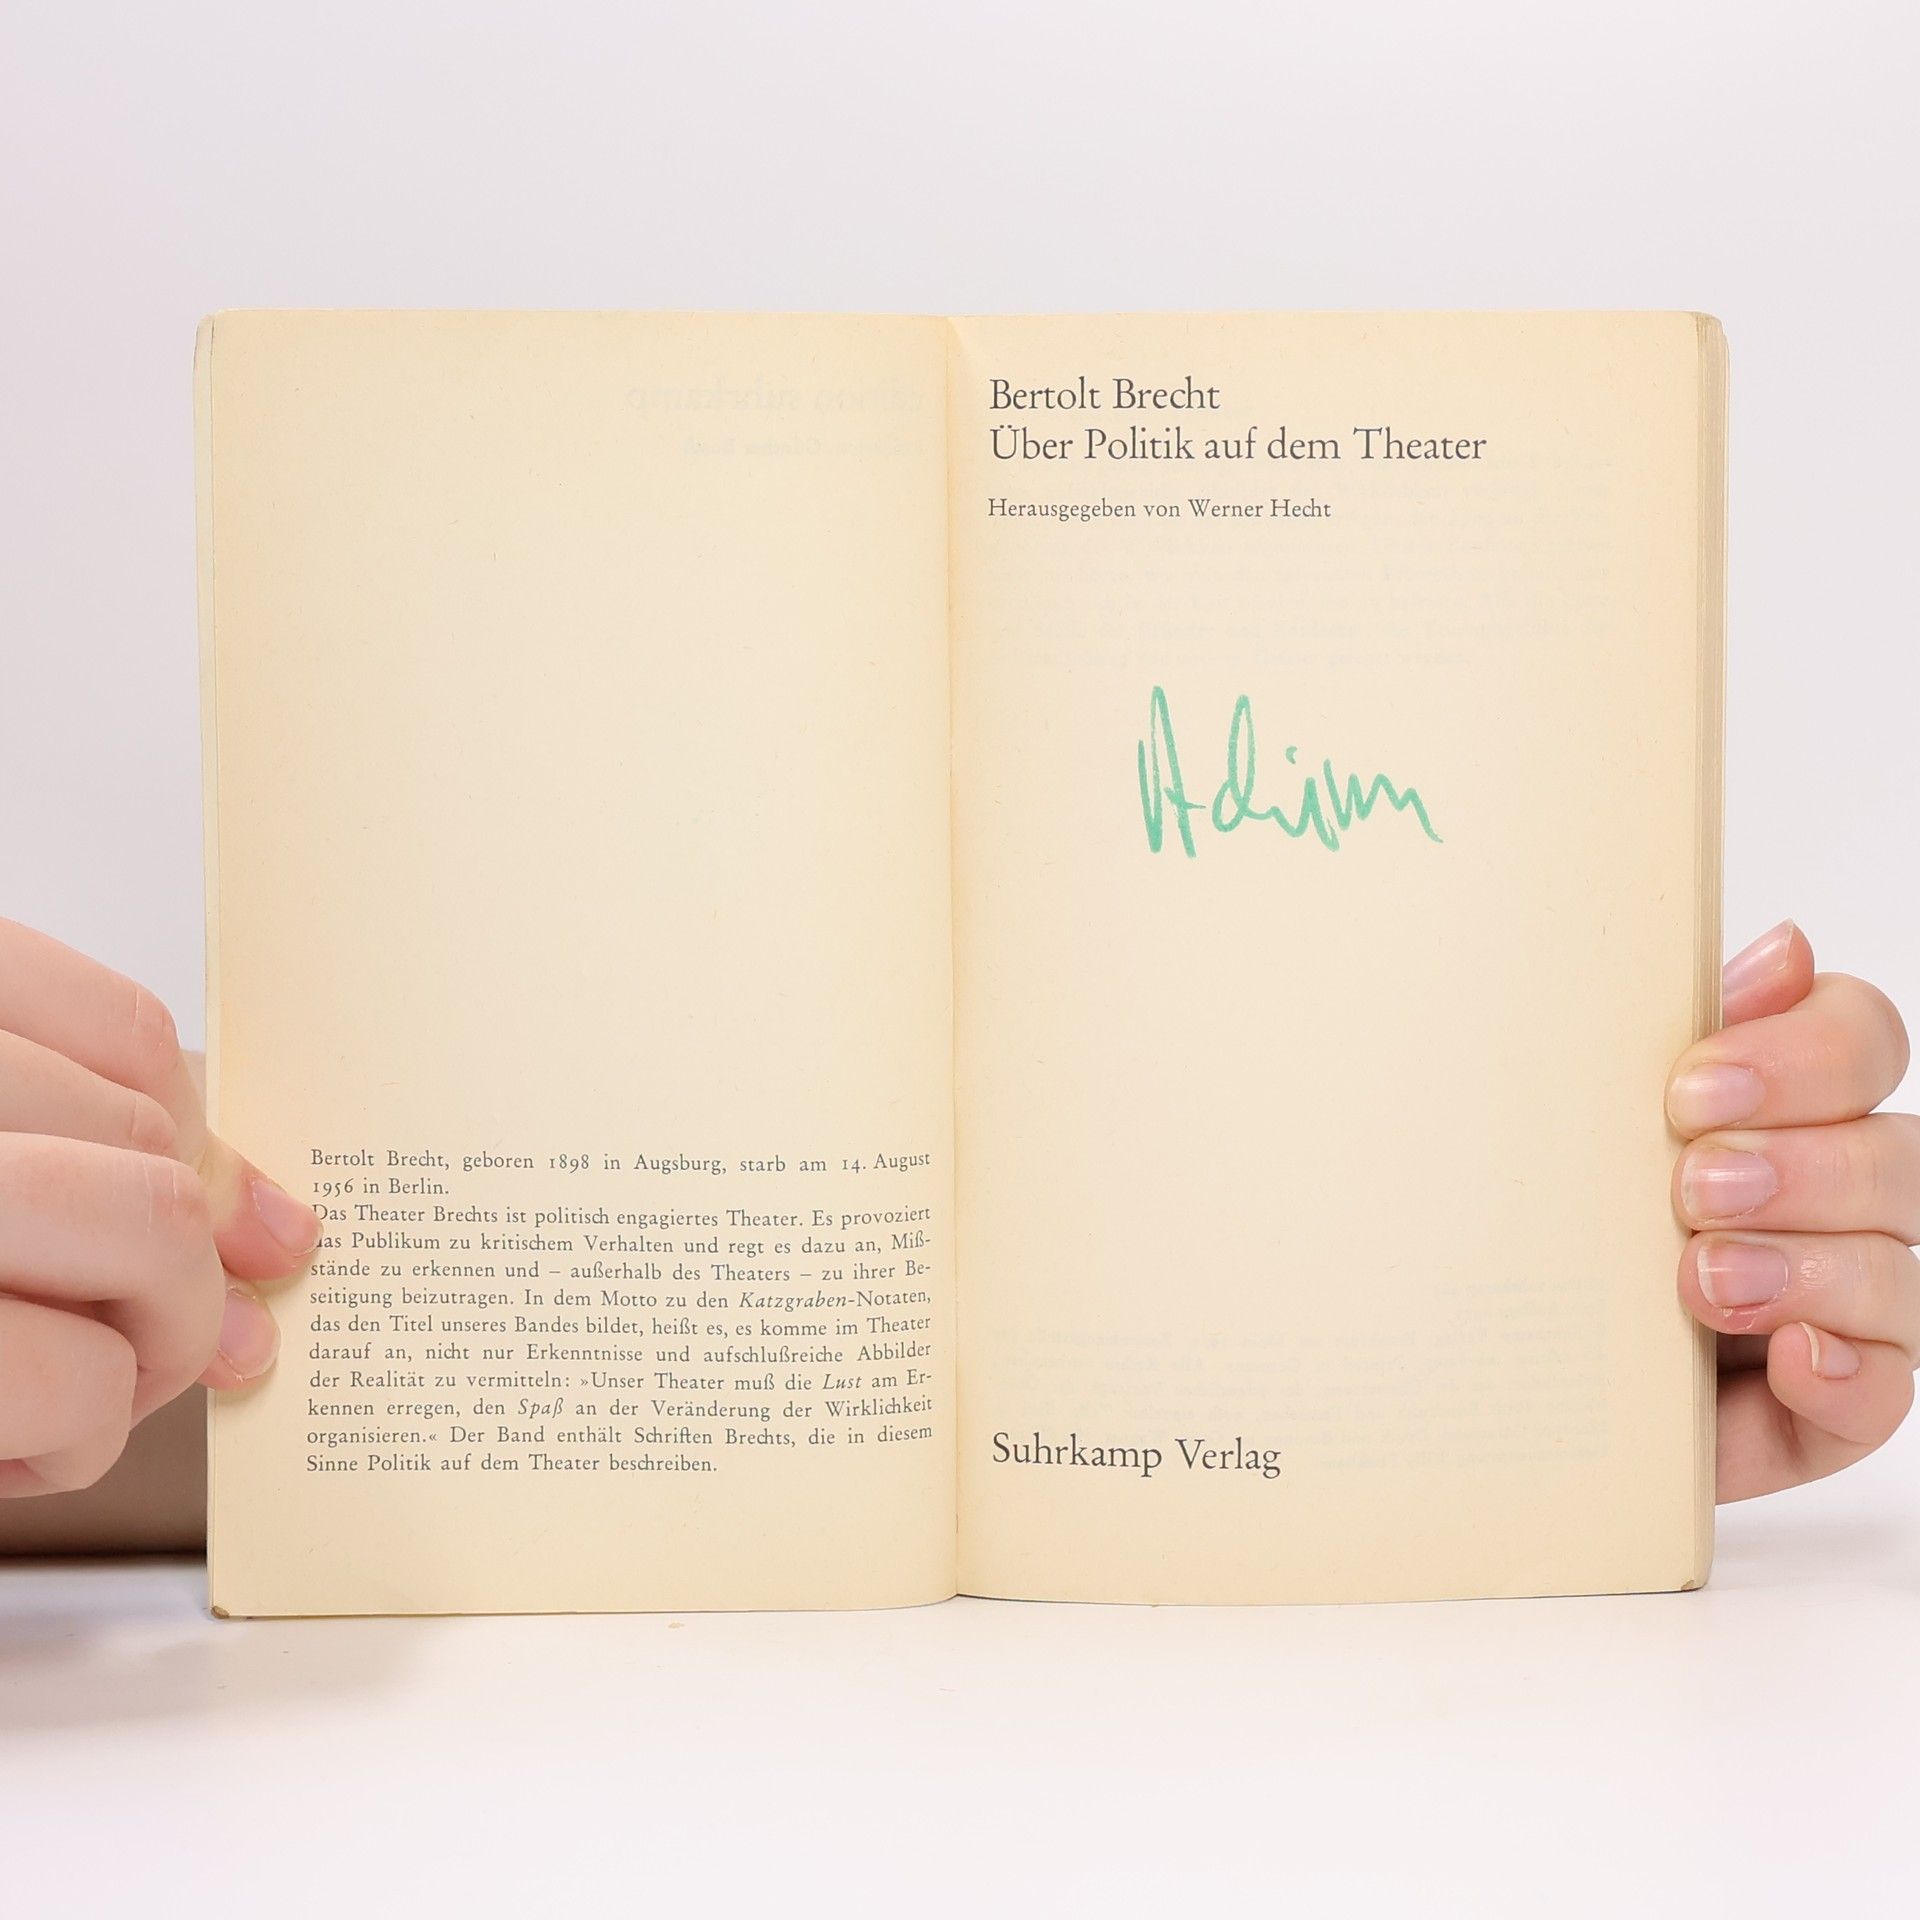 Bertolt Brecht, geboren 1898 in Augsburg, starb am 14. August
1956 in Berlin.
Das Theater Brechts ist politisch engagiertes Theater. Es provoziert
das Publikum zu kritischem Verhalten und regt es dazu an, Miß-
stände zu erkennen und – außerhalb des Theaters – zu ihrer Be-
seitigung beizutragen. In dem Motto zu den Katzgraben-Notaten,
das den Titel unseres Bandes bildet, heißt es, es komme im Theater
darauf an, nicht nur Erkenntnisse und aufschlußreiche Abbilder
der Realität zu vermitteln: »Unser Theater muß die Lust am Er-
kennen erregen, den Spaß an der Veränderung der Wirklichkeit
organisieren.« Der Band enthält Schriften Brechts, die in diesem
Sinne Politik auf dem Theater beschreiben.
Bertolt Brecht
Über Politik auf dem Theater
Herausgegeben von Werner Hecht
Suhrkamp Verlag